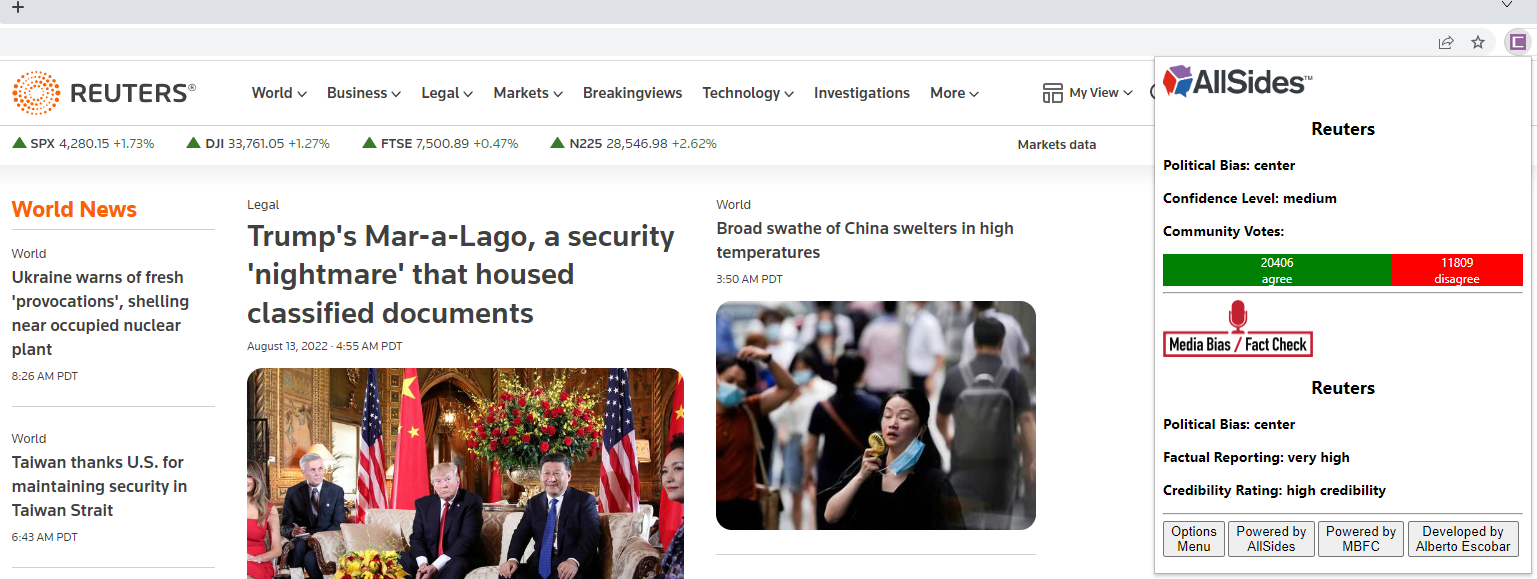 REUTERS®
World
Business
Legal
Markets
Breakingviews
Technology
Investigations
More
My View
SPX 4,280.15 +1.73%
DJI 33,761.05 +1.27%
FTSE 7,500.89 +0.47%
N225 28,546.98 +2.62%
Markets data
World News
World
Ukraine warns of fresh
'provocations', shelling
near occupied nuclear
plant
8:26 AM PDT
World
Taiwan thanks U.S. for
maintaining security in
Taiwan Strait
6:43 AM PDT
Legal
Trump's Mar-a-Lago, a security
'nightmare' that housed
classified documents
August 13, 2022 · 4:55 AM PDT
World
Broad swathe of China swelters in high
temperatures
3:50 AM PDT
AllSides™
Reuters
Political Bias: center
Confidence Level: medium
Community Votes:
20406
agree
11809
disagree
Media Bias / Fact Check
Reuters
Political Bias: center
Factual Reporting: very high
Credibility Rating: high credibility
Options
Menu
Powered by
AllSides
Powered by
MBFC
Developed by
Alberto Escobar